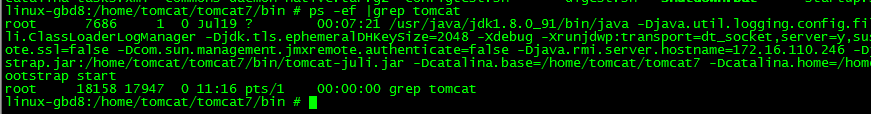 linux-gbd8:/home/tomcat/tomcat7/bin # ps -ef |grep tomcat
root 7686 1 0 Jul19 ? 00:07:21 /usr/java/jdk1.8.0_91/bin/java -Djava.util.logging.config.fil
li.ClassLoaderLogManager -Djdk.tls.ephemeralDHKeySize=2048 -Xdebug -Xrunjdwp:transport=dt_socket,server=y,sus
ote.ssl=false -Dcom.sun.management.jmxremote.authenticate=false -Djava.rmi.server.hostname=172.16.110.246 -D
strap.jar:/home/tomcat/tomcat7/bin/tomcat-juli.jar -Dcatalina.base=/home/tomcat/tomcat7 -Dcatalina.home=/home
ootstrap start
root 18158 17947 0 11:16 pts/1 00:00:00 grep tomcat
linux-gbd8:/home/tomcat/tomcat7/bin #